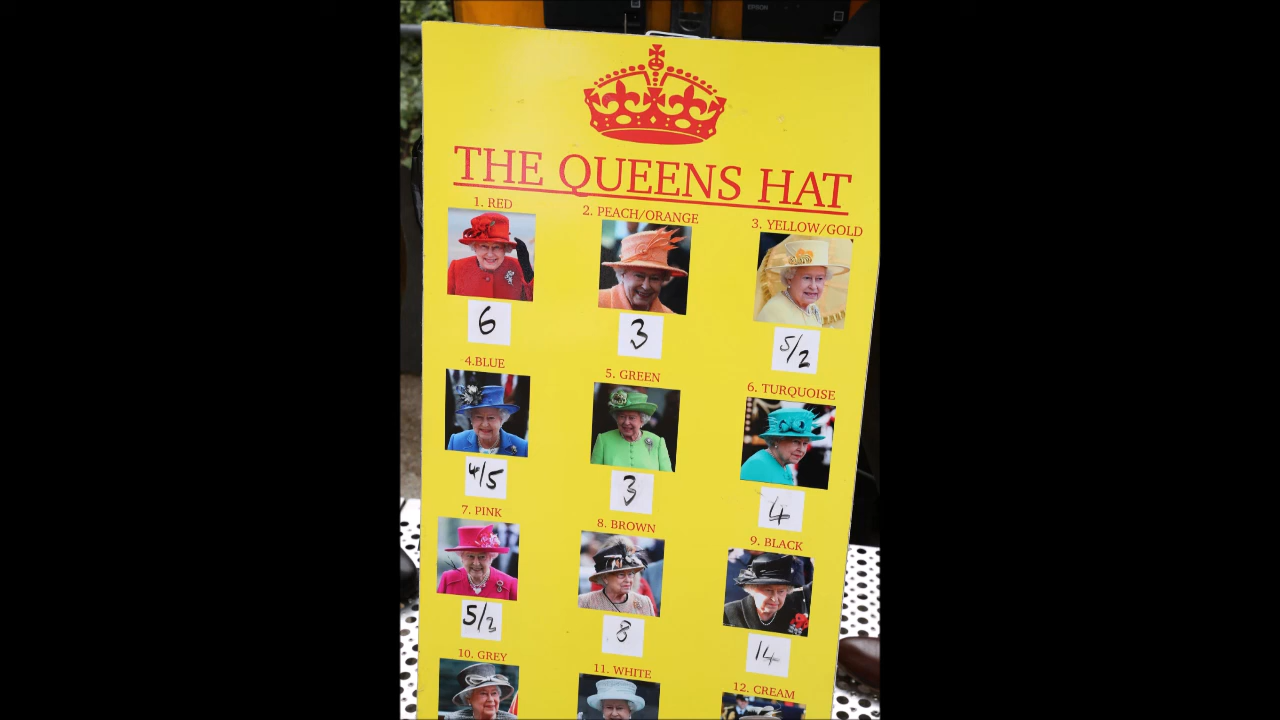 EPSON
THE QUEENS HAT
1. RED
2. PEACH/ORANGE
3. YELLOW/GOLD
6
3
5/2
4.BLUE
5. GREEN
6. TURQUOISE
4/5
3
4
7. PINK
8. BROWN
9. BLACK
5/2
8
14
10. GREY
11. WHITE
12. CREAM